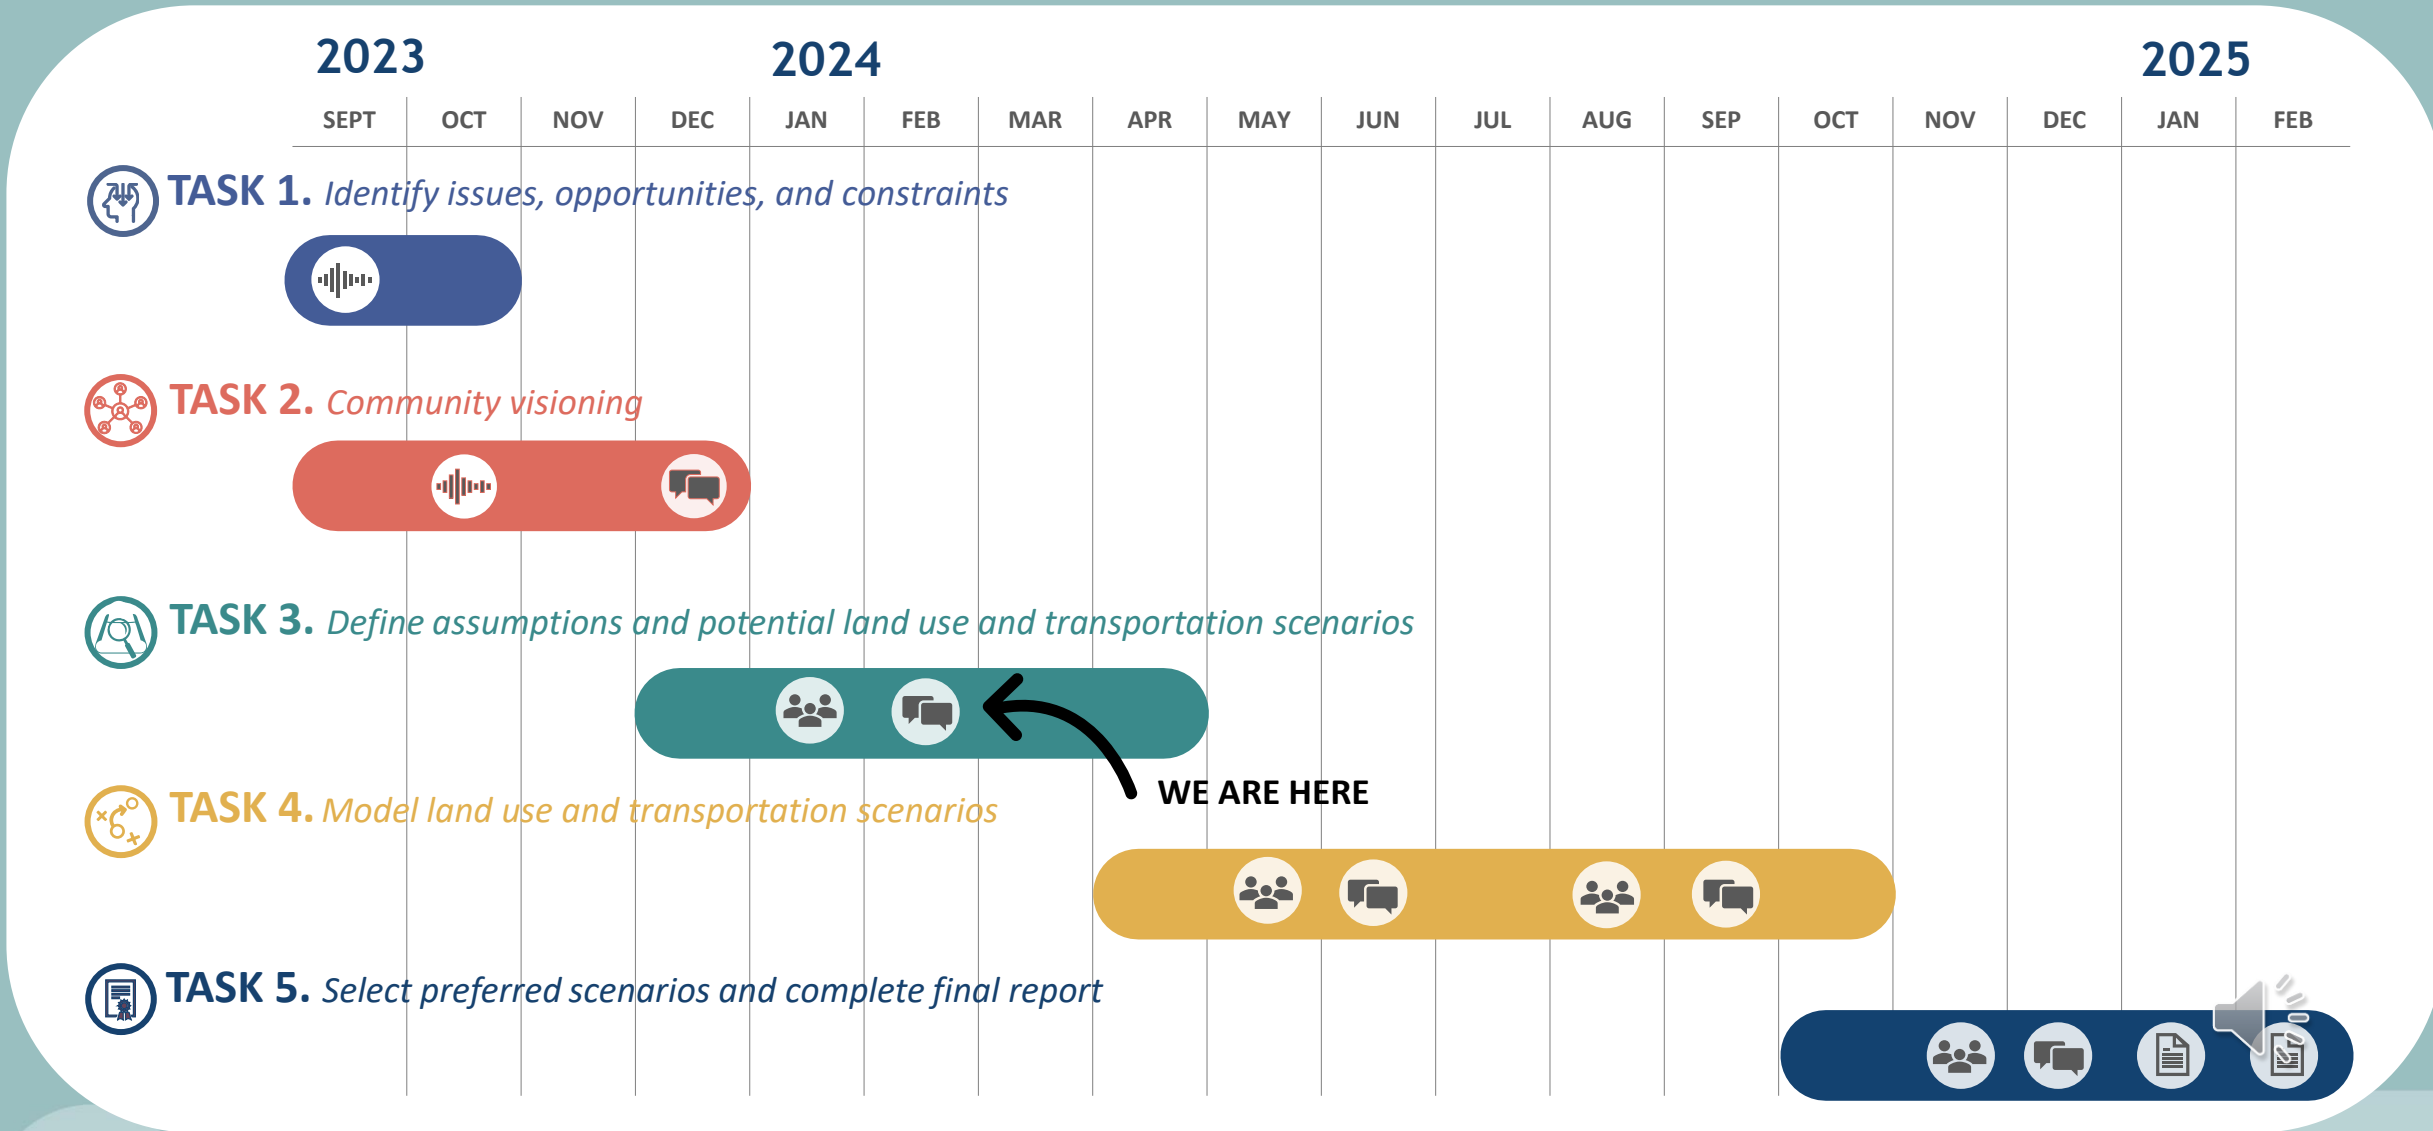 2023 2024 2025
SEPT OCT NOV DEC JAN FEB MAR APR MAY JUN JUL AUG SEP OCT NOV DEC JAN FEB
TASK 1. Identify issues, opportunities, and constraints
TASK 2. Community visioning
TASK 3. Define assumptions and potential land use and transportation scenarios
WE ARE HERE
TASK 4. Model land use and transportation scenarios
TASK 5. Select preferred scenarios and complete final report